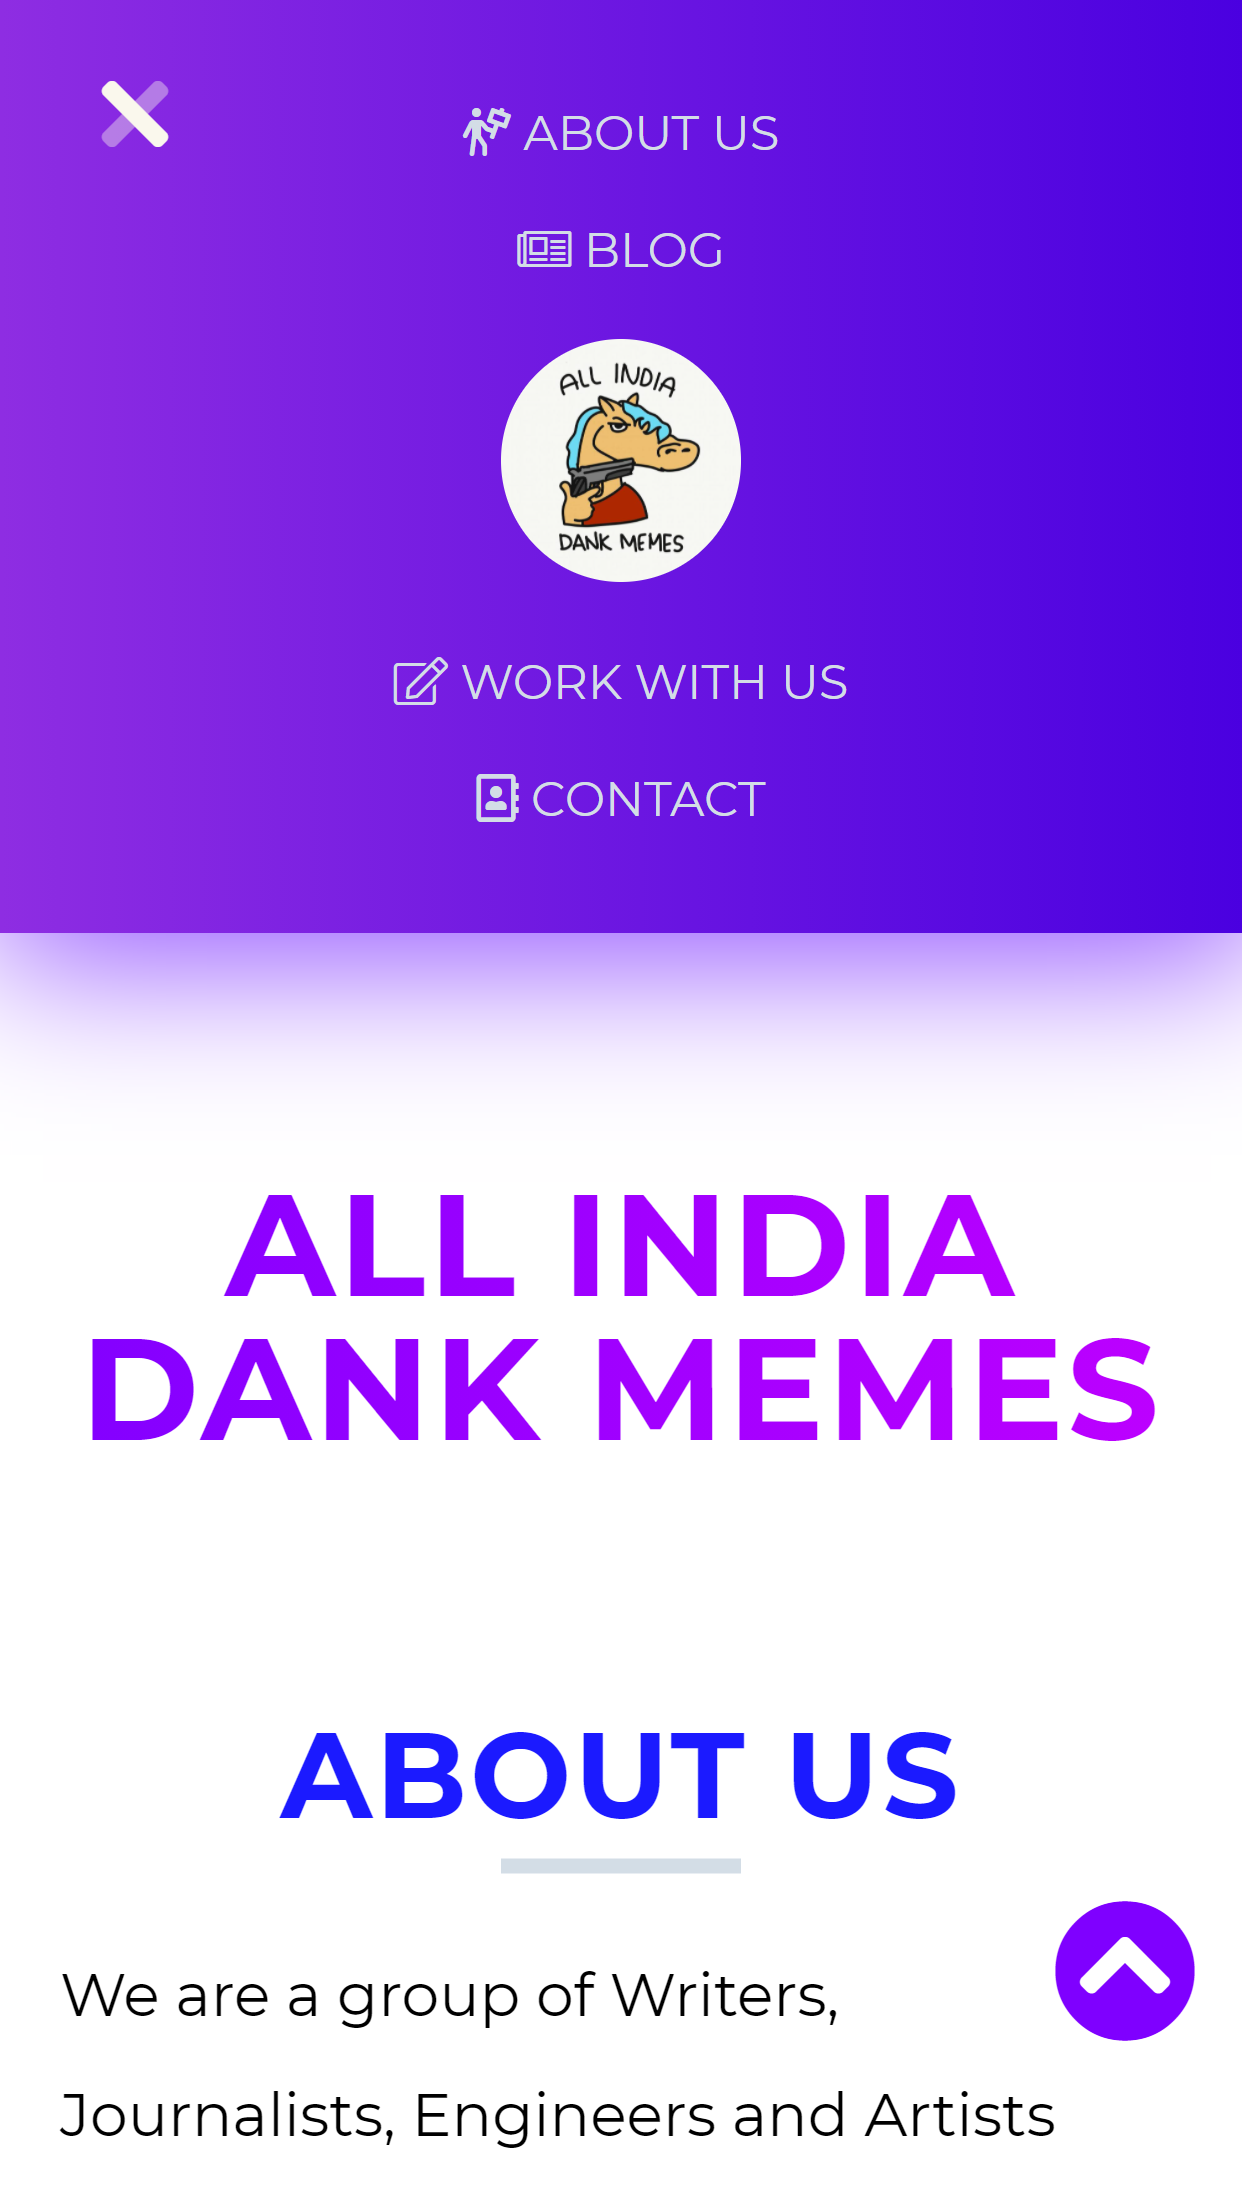 ABOUT US
BLOG
ALL INDIA
DANK MEMES
WORK WITH US
CONTACT
ALL INDIA
DANK MEMES
ABOUT US
We are a group of Writers,
Journalists, Engineers and Artists